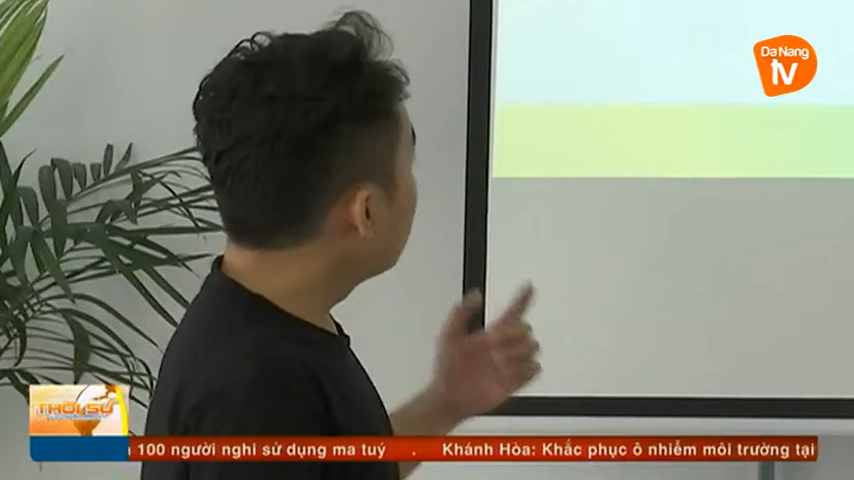 Da Nang
tv
THỜI SỰ
100 người nghi sử dụng ma tuý . Khánh Hòa: Khắc phục ô nhiễm môi trường tại